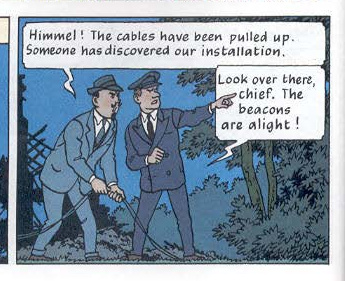 Himmel! The cables have been pulled up.
Someone has discovered our installation.
Look over there,
chief. The
beacons
are alight!